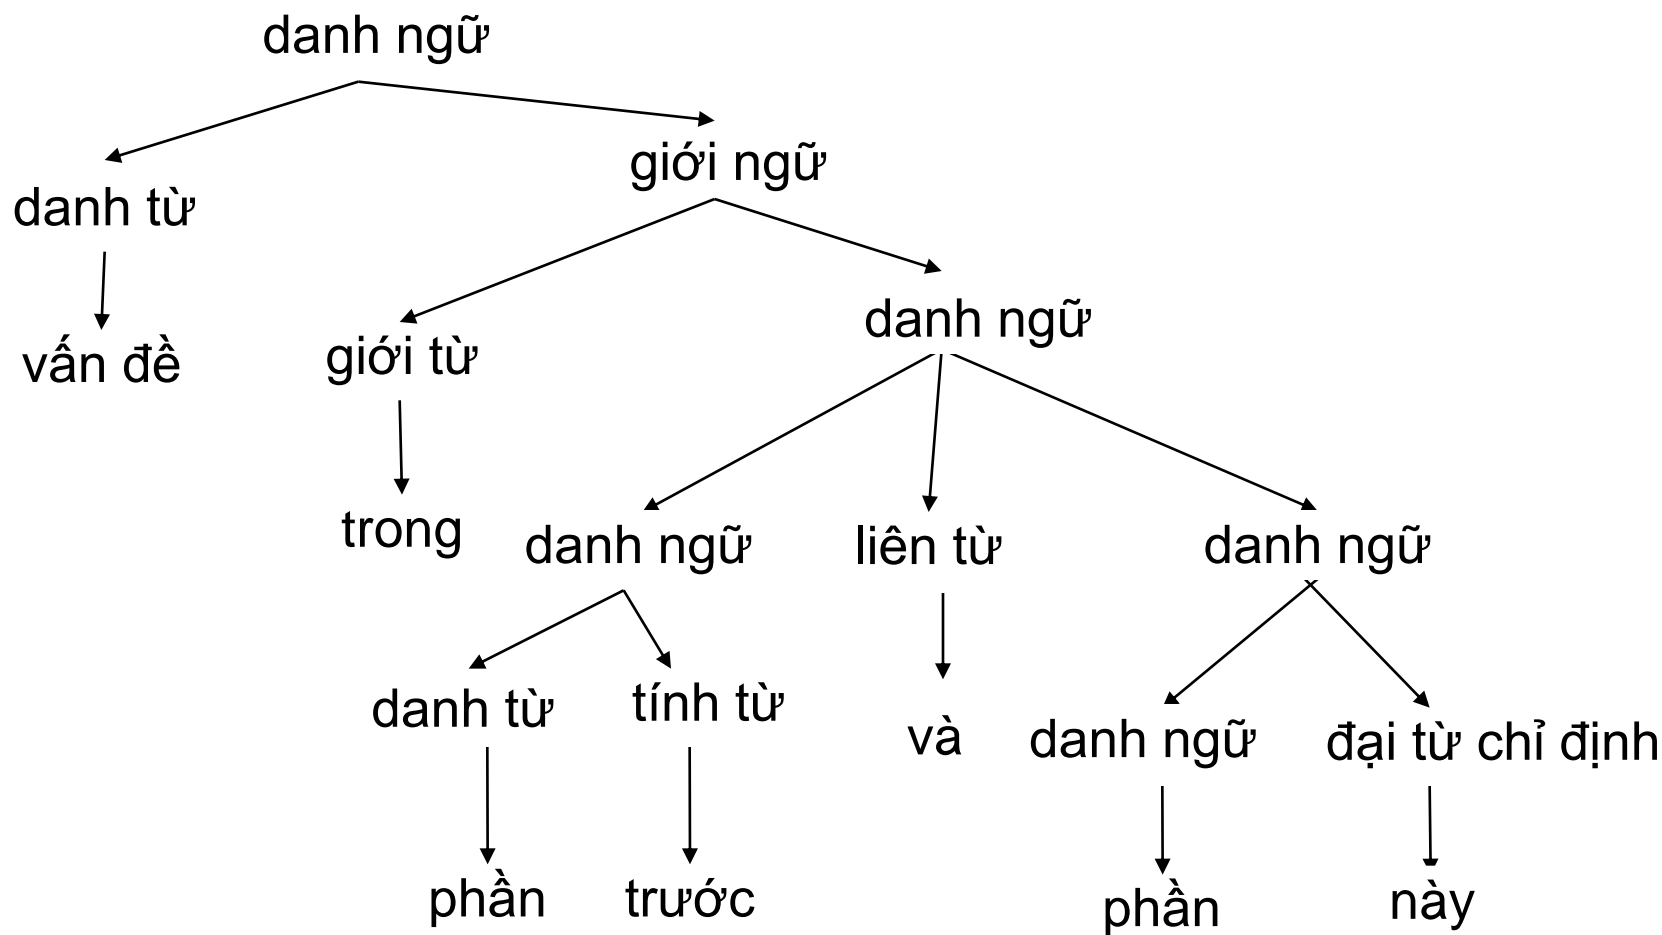 danh ngữ
giới ngữ
danh từ
danh ngữ
vấn đề
giới từ
trong
danh ngữ
liên từ
danh ngữ
danh từ
tính từ
và
danh ngữ
đại từ chỉ định
phần
trước
phần
này